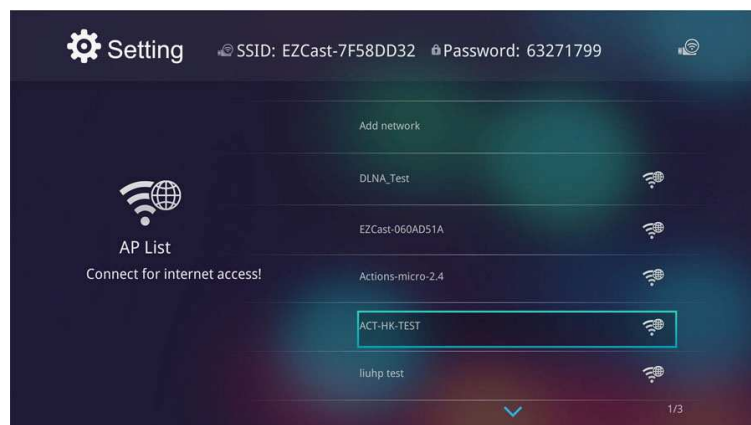 Setting SSID: EZCast-7F58DD32 Password: 63271799
Add network
DLNA_Test
EZCast-060AD51A
AP List
Connect for internet access!
Actions-micro-2.4
ACT-HK-TEST
liuhp test
1/3